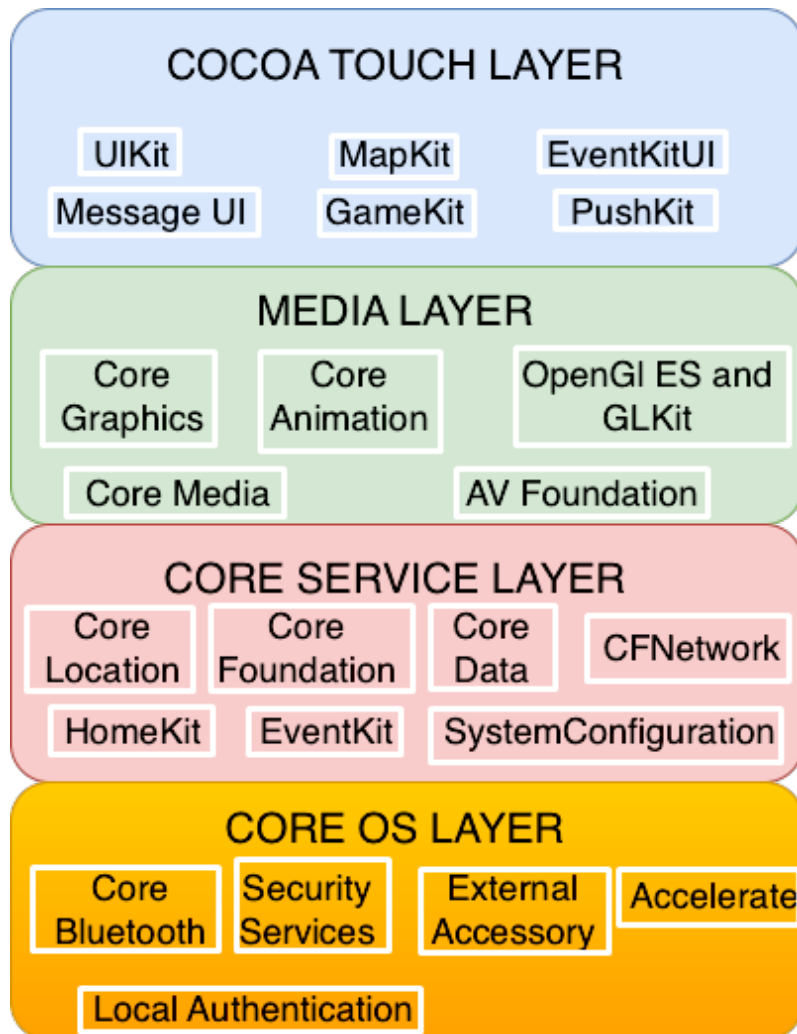 COCOA TOUCH LAYER
UIKit
MapKit
EventKitUI
Message UI
GameKit
PushKit
MEDIA LAYER
Core
Graphics
Core
Animation
OpenGl ES and
GLKit
Core Media
AV Foundation
CORE SERVICE LAYER
Core
Location
Core
Foundation
Core
Data
CFNetwork
HomeKit
EventKit
SystemConfiguration
CORE OS LAYER
Core
Bluetooth
Security
Services
External
Accessory
Accelerate
Local Authentication